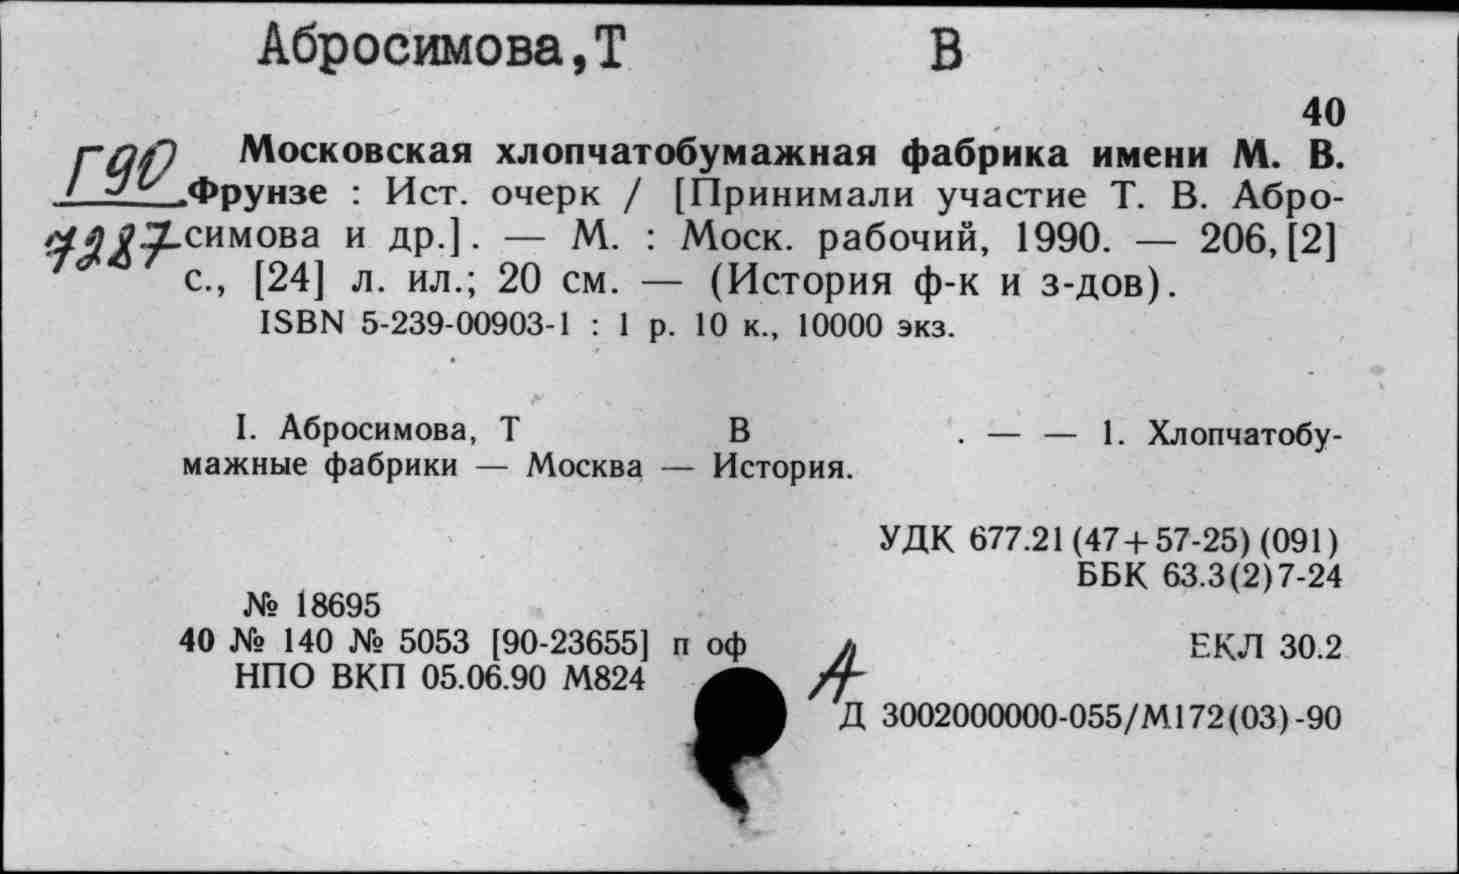 Абросимова,Т В
40
Г90 Московская хлопчатобумажная фабрика имени М. В.
Фрунзе : Ист. очерк / [Принимали участие Т. В. Абро-
7287 симова и др.]. — М. : Моск. рабочий, 1990. — 206, [2]
с., [24] л. ил.; 20 см. — (История ф-к и з-дов).
ISBN 5-239-00903-1 : 1 р. 10 к., 10000 экз.
I. Абросимова, Т В . — — 1. Хлопчатобу-
мажные фабрики — Москва — История.
УДК 677.21(47+57-25)(091)
ББК 63.3(2)7-24
№ 18695
40 № 140 № 5053 [90-23655] п оф
ЕКЛ 30.2
НПО ВКП 05.06.90 М824
А
Д 3002000000-055/М172(03)-90